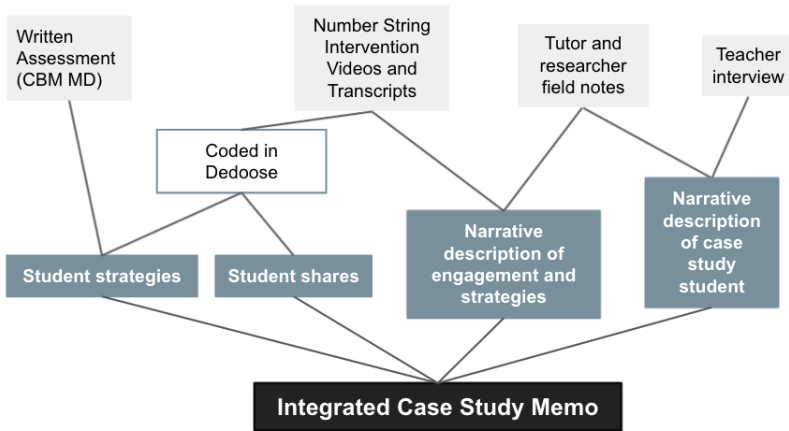 Written
Assessment
(CBM MD)
Number String
Intervention
Videos and
Transcripts
Tutor and
researcher
field notes
Teacher
interview
Coded in
Dedoose
Student strategies
Student shares
Narrative
description of
engagement and
strategies
Narrative
description
of case
study
student
Integrated Case Study Memo